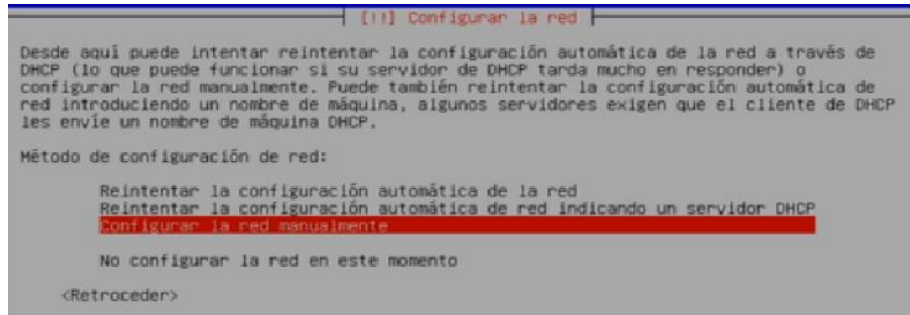 [!!] Configurar la red
Desde aquí puede intentar reintentar la configuración automática de la red a través de
DHCP (lo que puede funcionar si su servidor de DHCP tarda mucho en responder) o
configurar la red manualmente. Puede también reintentar la configuración automática de
red introduciendo un nombre de máquina, algunos servidores exigen que el cliente de DHCP
les envíe un nombre de máquina DHCP.
Método de configuración de red:
Reintentar la configuración automática de la red
Reintentar la configuración automática de red indicando un servidor DHCP
Configurar la red manualmente
No configurar la red en este momento
<Retroceder>